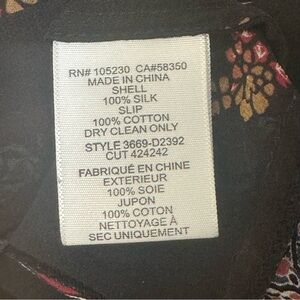 RN# 105230 CA#58350
MADE IN CHINA
SHELL
100% SILK
SLIP
100% COTTON
DRY CLEAN ONLY
STYLE 3669-D2392
CUT 424242
FABRIQUÉ EN CHINE
EXTERIEUR
100% SOIE
JUPON
100% COTON
NETTOYAGE À
SEC UNIQUEMENT